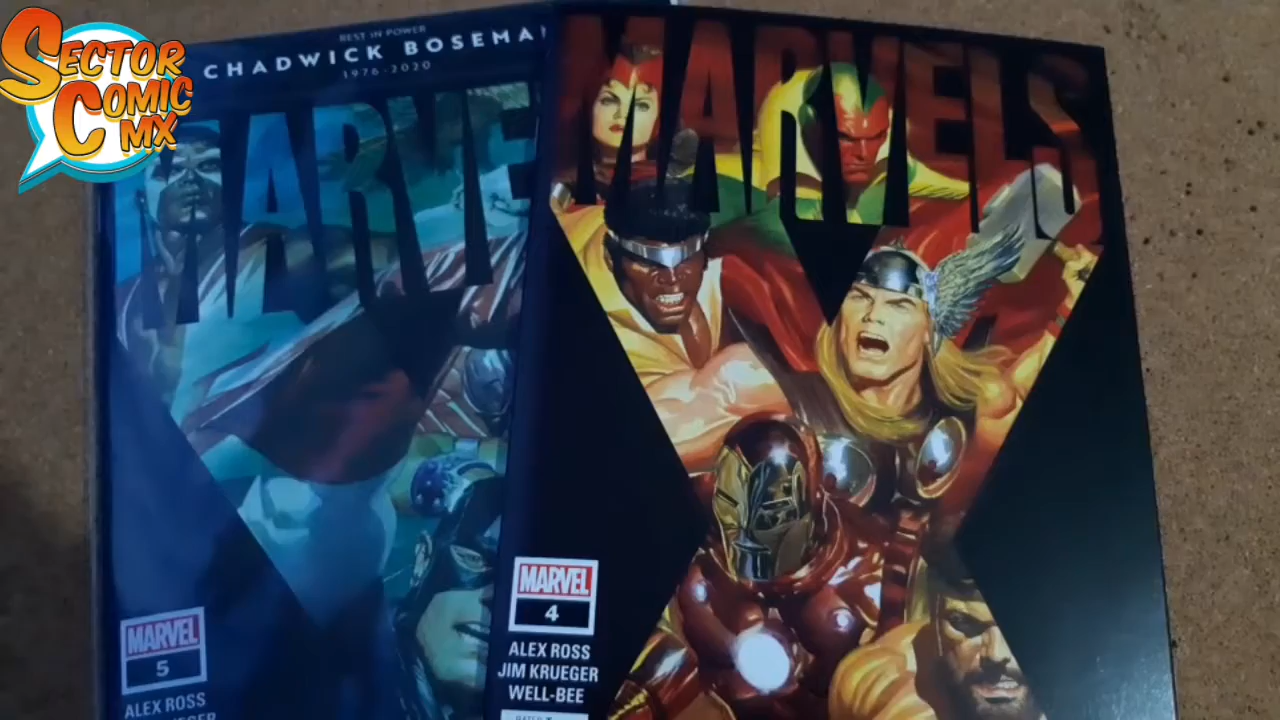 SECTOR
COMIC
MX
REST IN POWER
CHADWICK BOSEMAN
1976-2020
MARVE
MARVEL
5
ALEX ROSS
MARVELS
MARVEL
4
ALEX ROSS
JIM KRUEGER
WELL-BEE